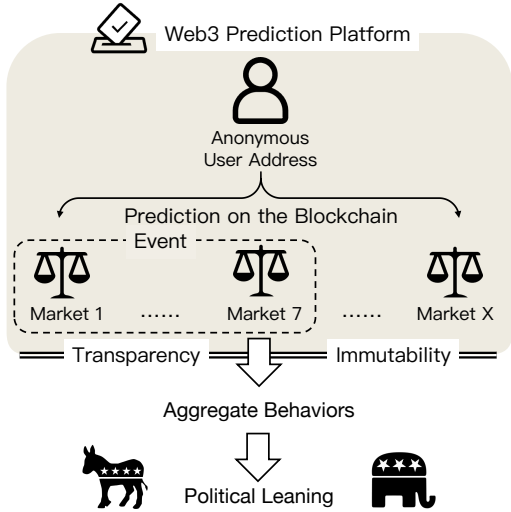 Web3 Prediction Platform
Anonymous
User Address
Prediction on the Blockchain
Event
Market 1 ...... Market 7 ...... Market X
Transparency Immutability
Aggregate Behaviors
Political Leaning